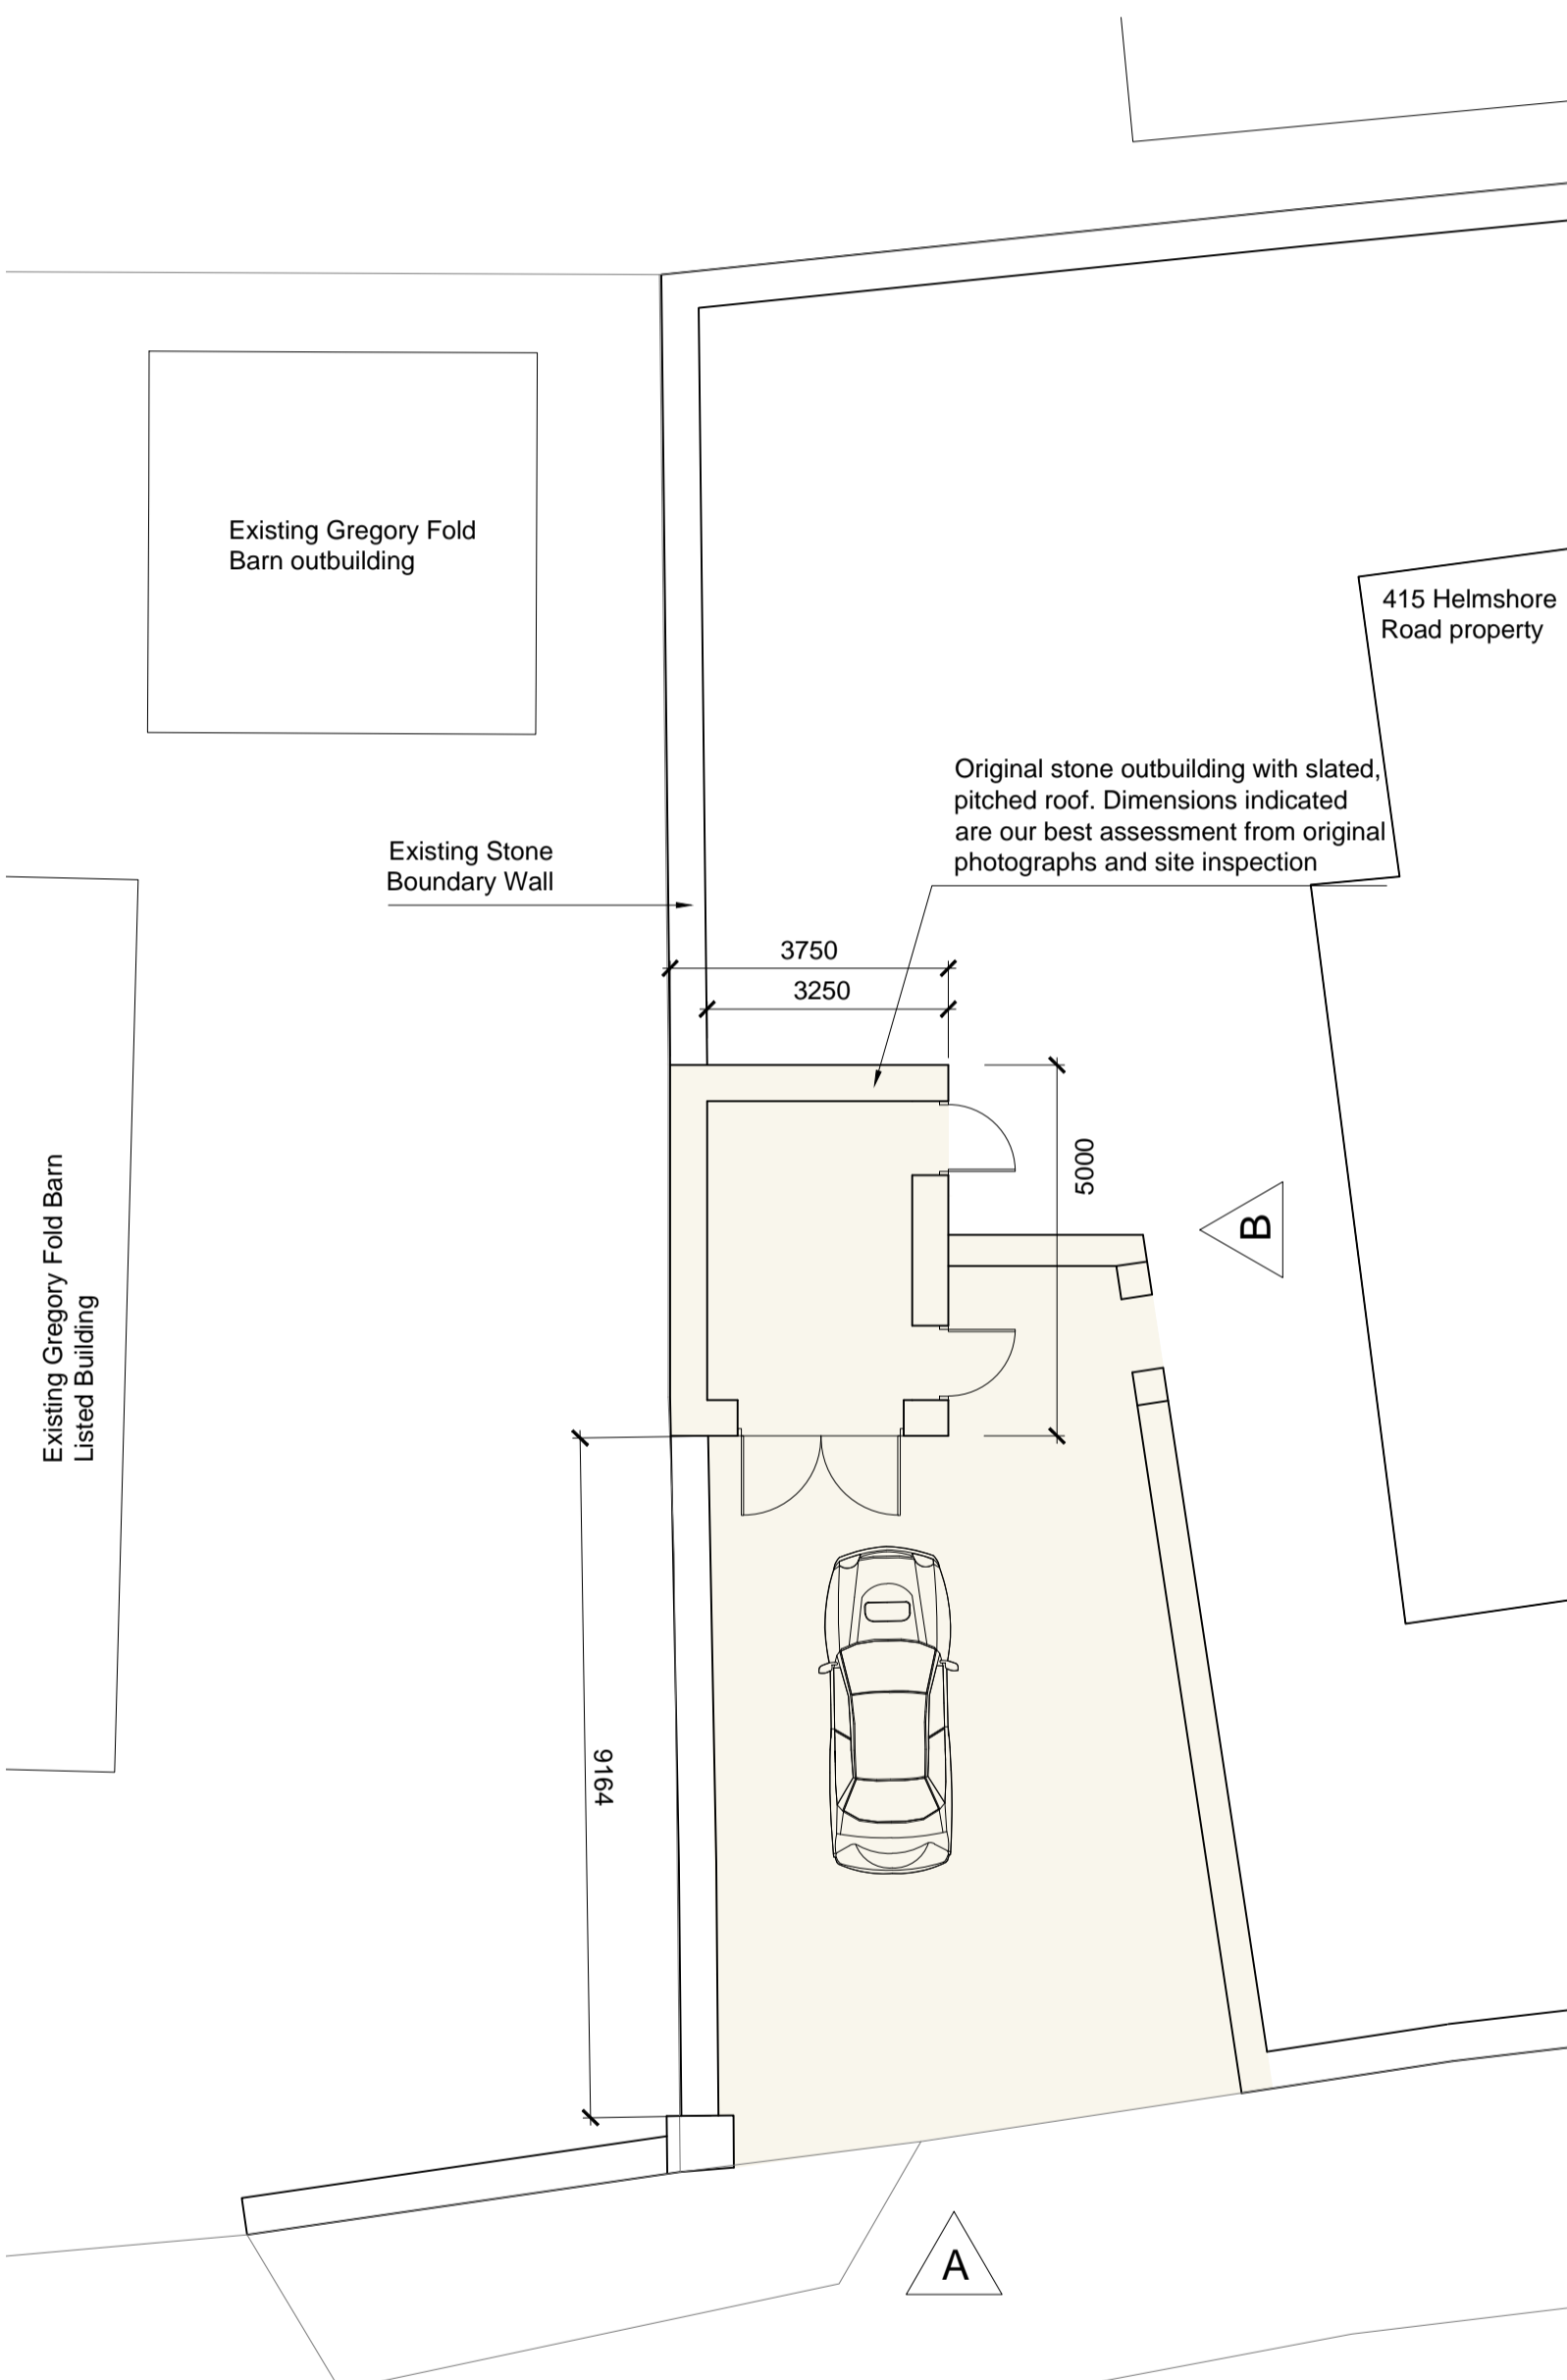 Existing Gregory Fold
Barn outbuilding
415 Helmshore
Road property
Original stone outbuilding with slated,
pitched roof. Dimensions indicated
are our best assessment from original
photographs and site inspection
Existing Stone
Boundary Wall
3750
3250
5000
Existing Gregory Fold Barn
Listed Building
B
9164
A